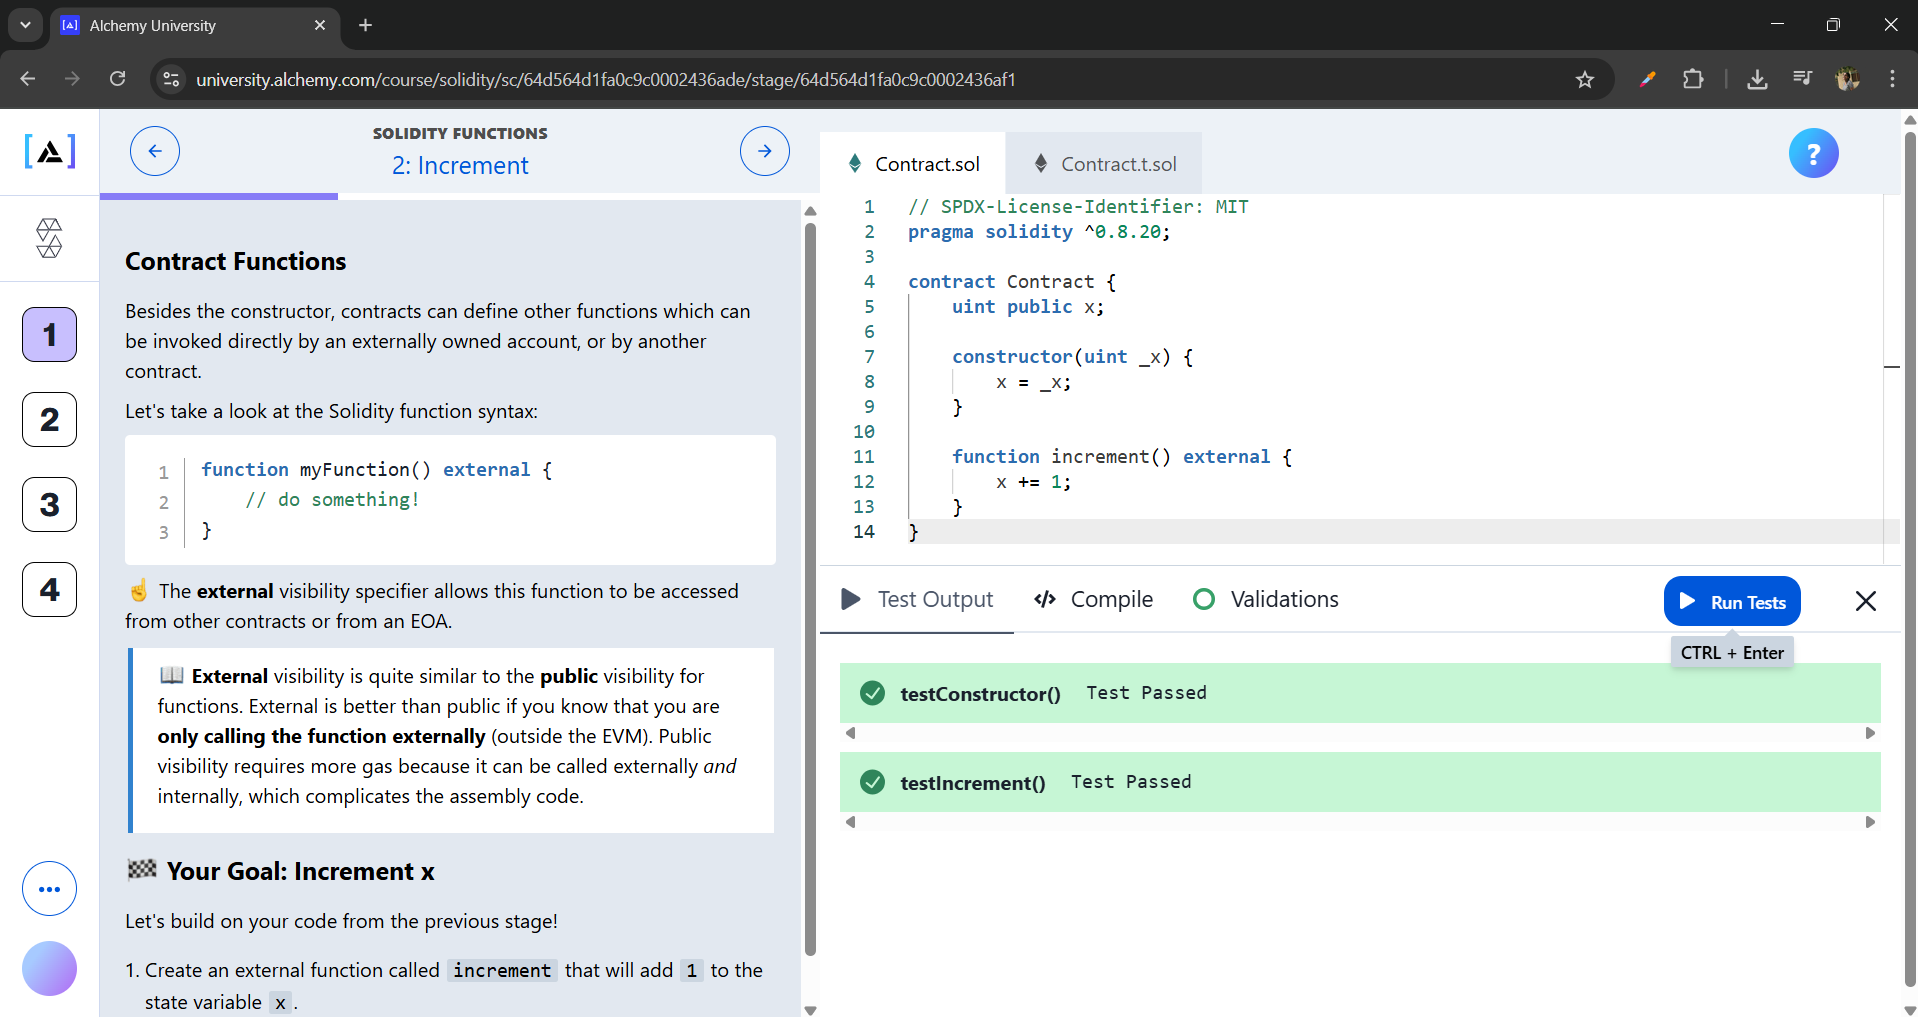 Alchemy University
university.alchemy.com/course/solidity/sc/64d564d1fa0c9c0002436ade/stage/64d564d1fa0c9c0002436af1
SOLIDITY FUNCTIONS
2: Increment
1
2
3
4
Contract Functions
Besides the constructor, contracts can define other functions which can
be invoked directly by an externally owned account, or by another
contract.
Let's take a look at the Solidity function syntax:
1 function myFunction() external {
2 // do something!
3 }
☝ The external visibility specifier allows this function to be accessed
from other contracts or from an EOA.
📖 External visibility is quite similar to the public visibility for
functions. External is better than public if you know that you are
only calling the function externally (outside the EVM). Public
visibility requires more gas because it can be called externally and
internally, which complicates the assembly code.
🏁 Your Goal: Increment x
Let's build on your code from the previous stage!
1. Create an external function called increment that will add 1 to the
state variable x.
Contract.sol
Contract.t.sol
?
1 // SPDX-License-Identifier: MIT
2 pragma solidity ^0.8.20;
3
4 contract Contract {
5 uint public x;
6
7 constructor(uint _x) {
8 x = _x;
9 }
10
11 function increment() external {
12 x += 1;
13 }
14 }
Test Output
Compile
Validations
Run Tests
CTRL + Enter
testConstructor() Test Passed
testIncrement() Test Passed